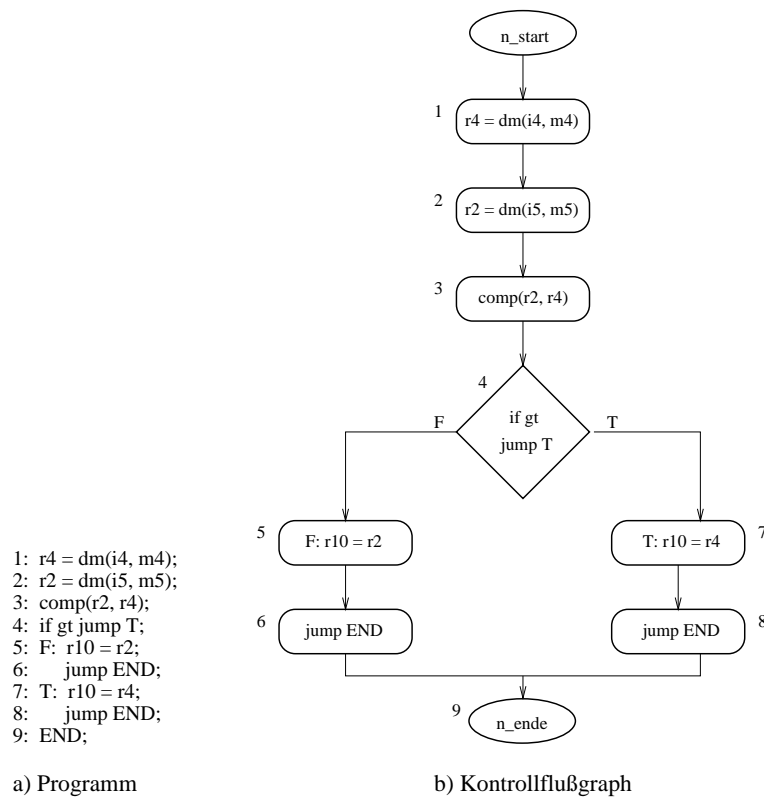 n_start
1
r4 = dm(i4, m4)
2
r2 = dm(i5, m5)
3
comp(r2, r4)
4
F
if gt
jump T
T
5
F: r10 = r2
T: r10 = r4
7
6
jump END
jump END
8
9
n_ende
1: r4 = dm(i4, m4);
2: r2 = dm(i5, m5);
3: comp(r2, r4);
4: if gt jump T;
5: F: r10 = r2;
6: jump END;
7: T: r10 = r4;
8: jump END;
9: END;
a) Programm
b) Kontrollflußgraph